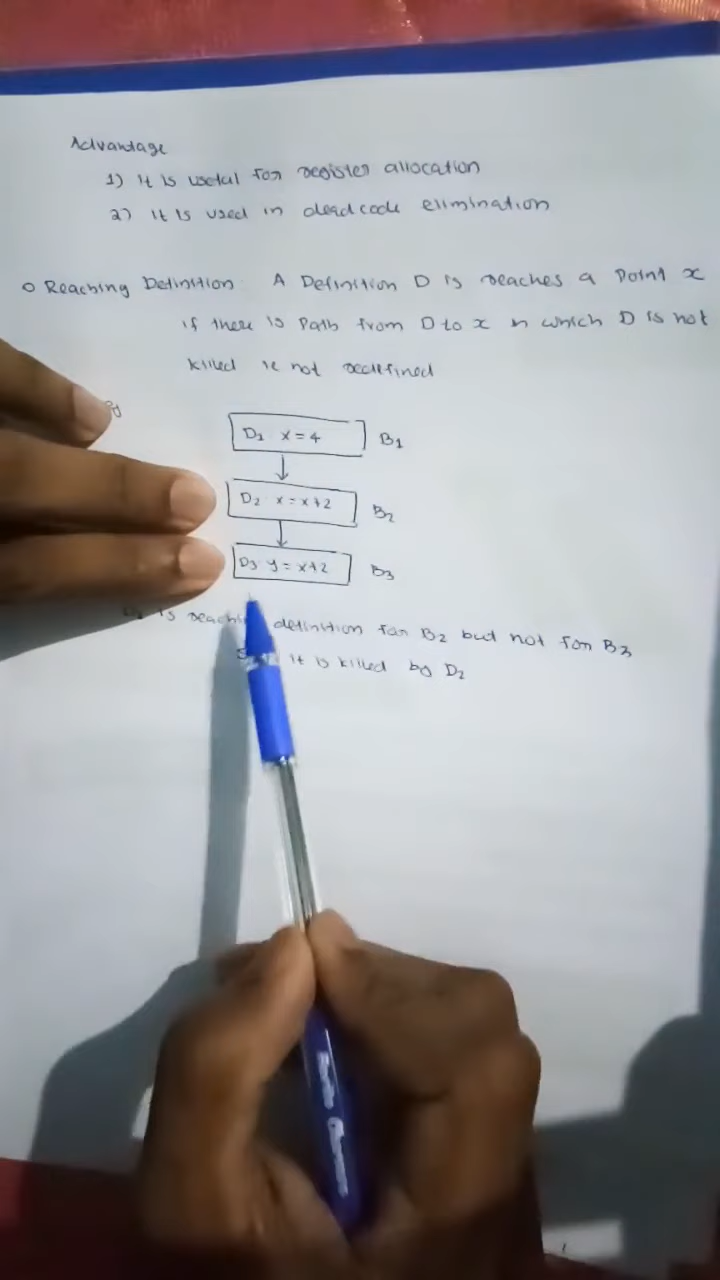 Advantage
1) It is useful for register allocation
2) It is used in deadcode elimination
o Reaching Definition: A Definition D is reaches a Point x
if there is Path from D to x in which D is not
killed ie not redefined
D1 x=4 B1
D2 x=x+2 B2
D3 y=x+2 B3
is reaching definition for B2 but not for B3
it is killed by D2